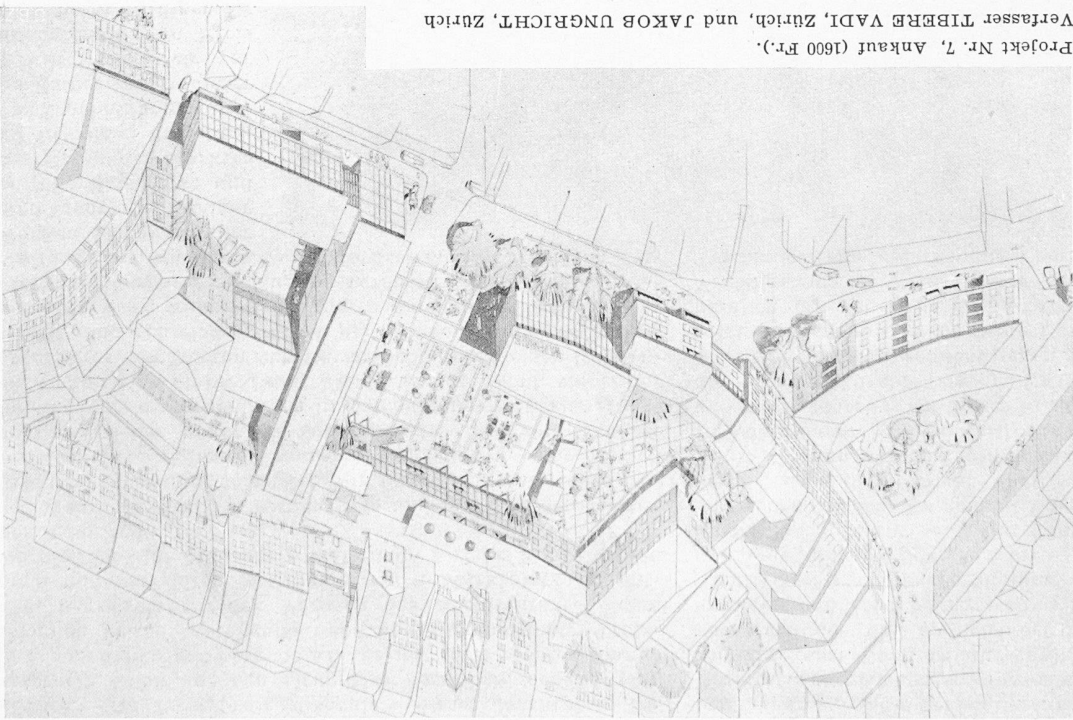 Projekt Nr. 7, Ankauf (1600 Fr.).
Verfasser TIBERE VADI, Zürich, und JAKOB UNGRICHT, Zürich